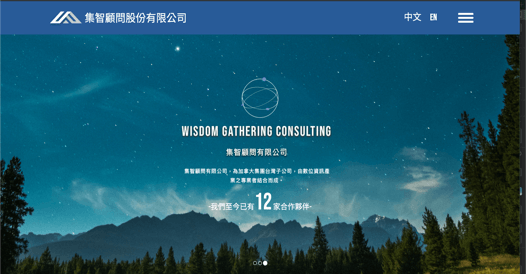 集智顧問股份有限公司
中文 EN
WISDOM GATHERING CONSULTING
集智顧問有限公司
集智顧問有限公司，為加拿大集團台灣子公司，由數位資訊產
業之專業者結合而成。
-我們至今已有 12 家合作夥伴-